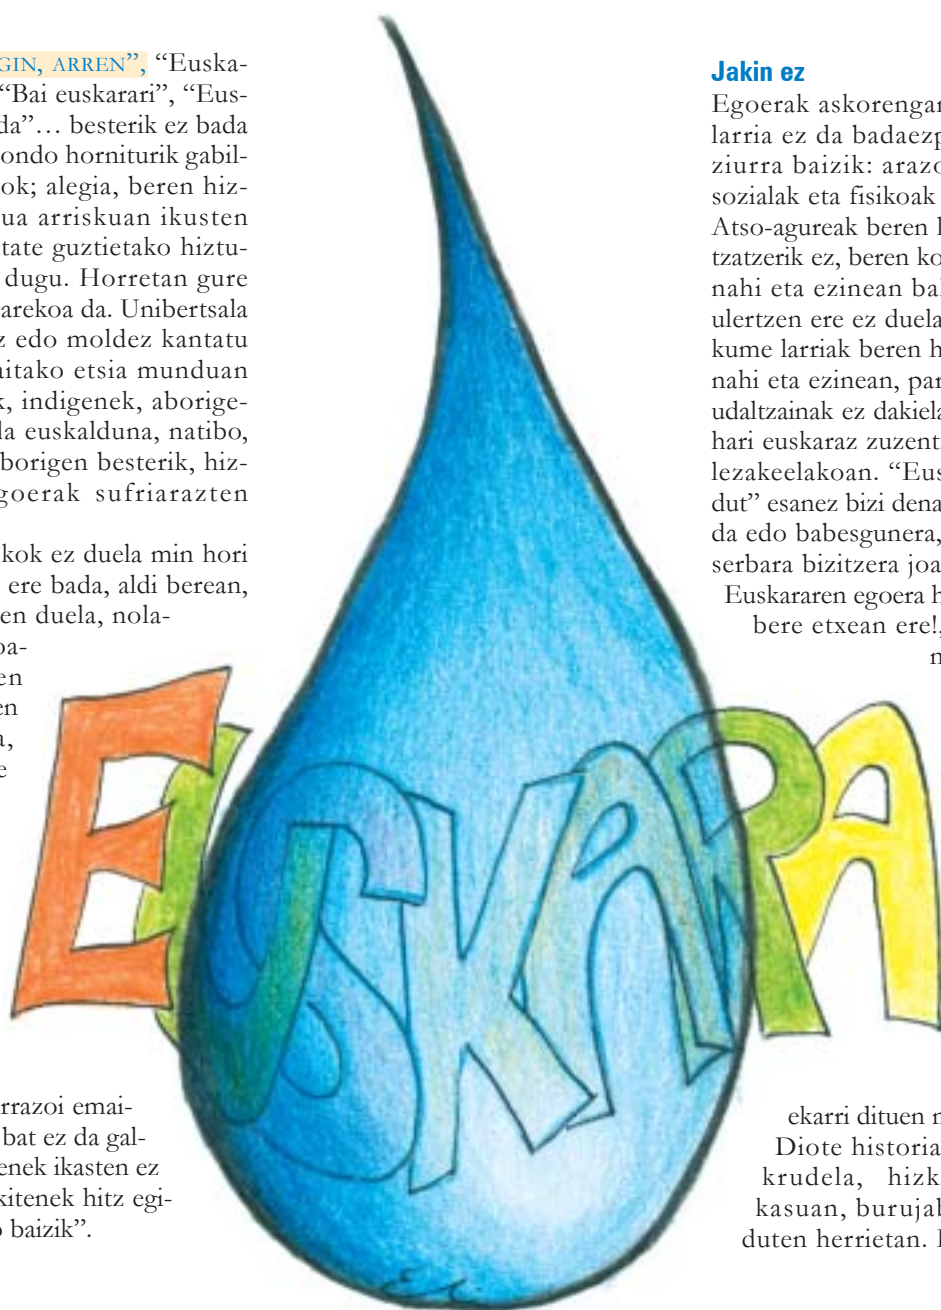 GIN, ARREN”, “Euska-
“Bai euskarari”, “Eus-
da”… besterik ez bada
ondo horniturik gabil-
ok; alegia, beren hiz-
ua arriskuan ikusten
tate guztietako hiztu-
dugu. Horretan gure
arekoa da. Unibertsala
z edo moldez kantatu
aitako etsia munduan
k, indigenek, aborige-
la euskalduna, natibo,
borigen besterik, hiz-
goerak sufriarazten
kok ez duela min hori
ere bada, aldi berean,
en duela, nola-
oa-
en
en
a,
e
rrazoi emai-
bat ez da gal-
enek ikasten ez
kitenek hitz egi-
o baizik”.
EUSKARA
Jakin ez
Egoerak askorengan
larria ez da badaezp
ziurra baizik: arazo
sozialak eta fisikoak
Atso-agureak beren h
tzatzerik ez, beren ko
nahi eta ezinean bal
ulertzen ere ez duela
kume larriak beren h
nahi eta ezinean, par
udaltzainak ez dakiela
hari euskaraz zuzent
lezakeelakoan. “Eus
dut” esanez bizi dena
da edo babesgunera,
serbara bizitzera joa
Euskararen egoera h
bere etxean ere!,
n
ekarri dituen n
Diote historia
krudela, hizk
kasuan, burujab
duten herrietan. I